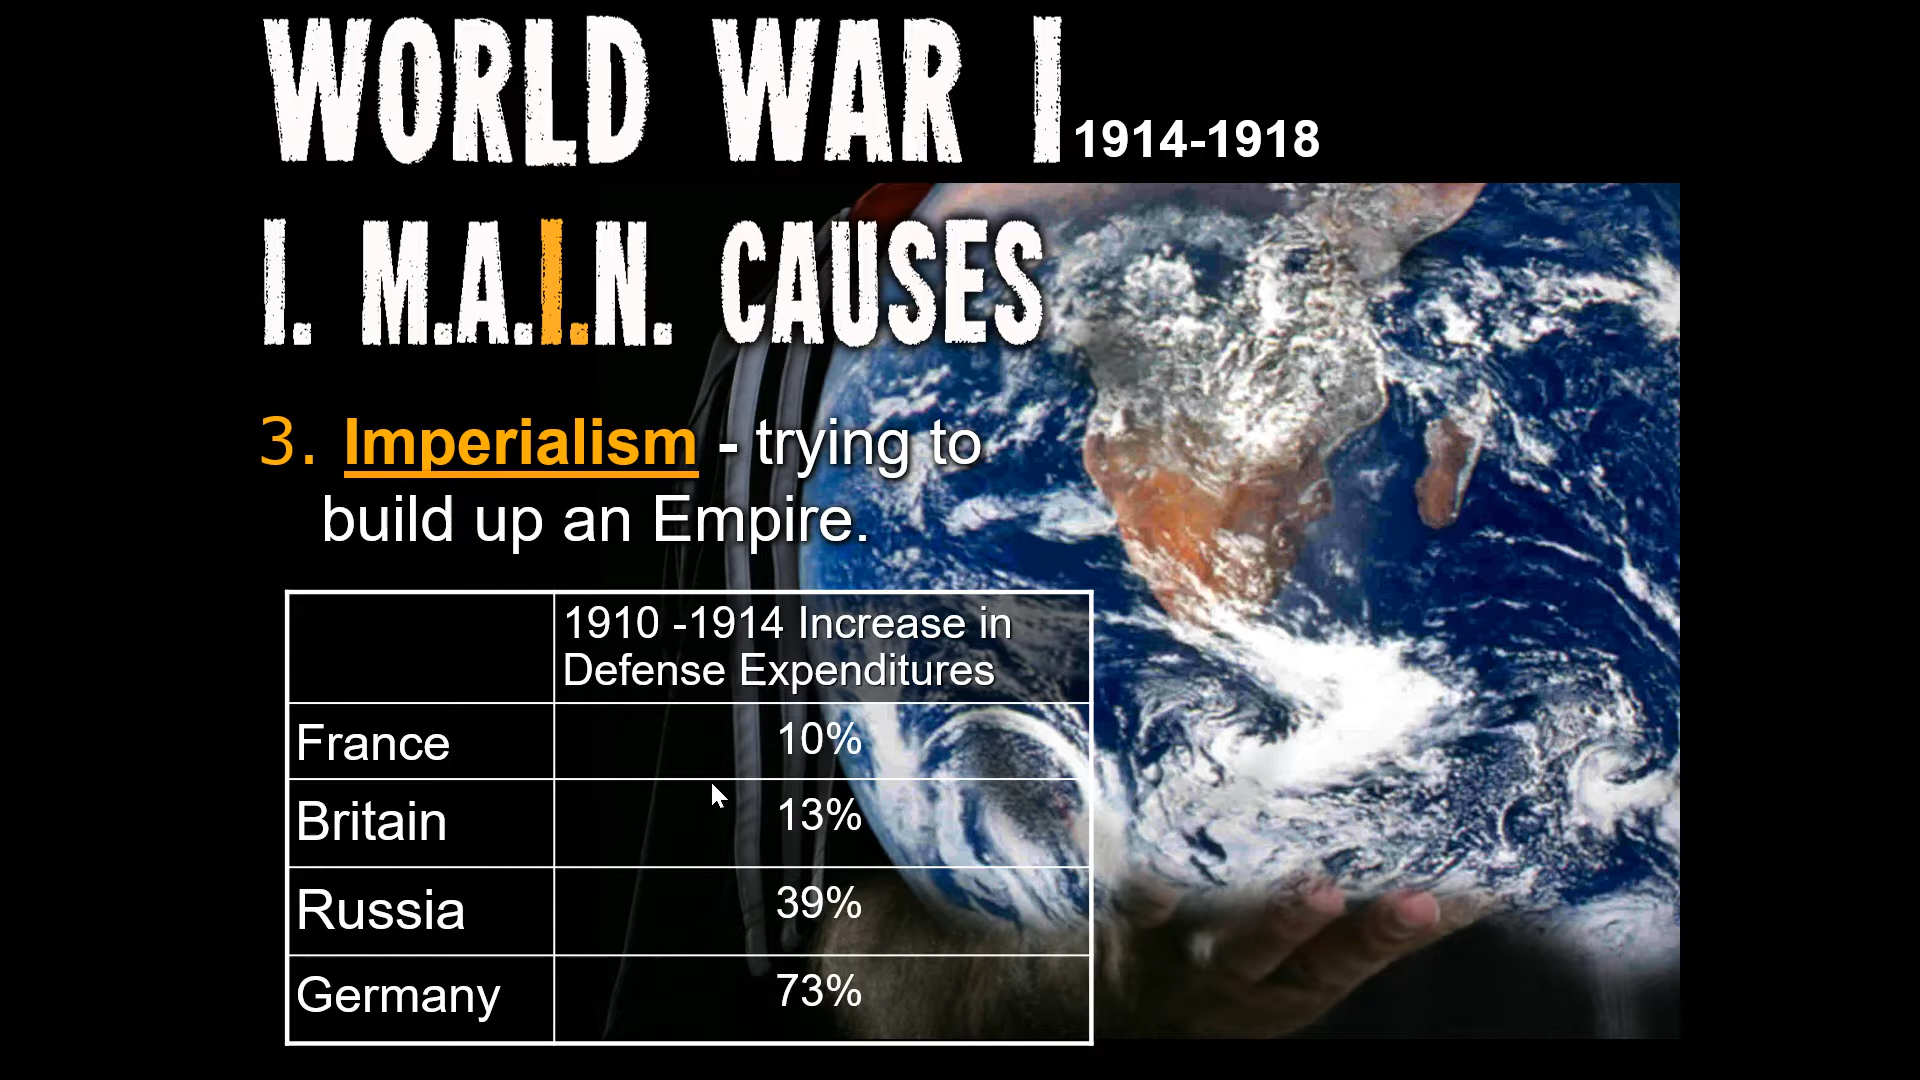 WORLD WAR I 1914-1918
I. M.A.I.N. CAUSES
3. Imperialism - trying to
build up an Empire.
1910 -1914 Increase in
Defense Expenditures
France 10%
Britain 13%
Russia 39%
Germany 73%